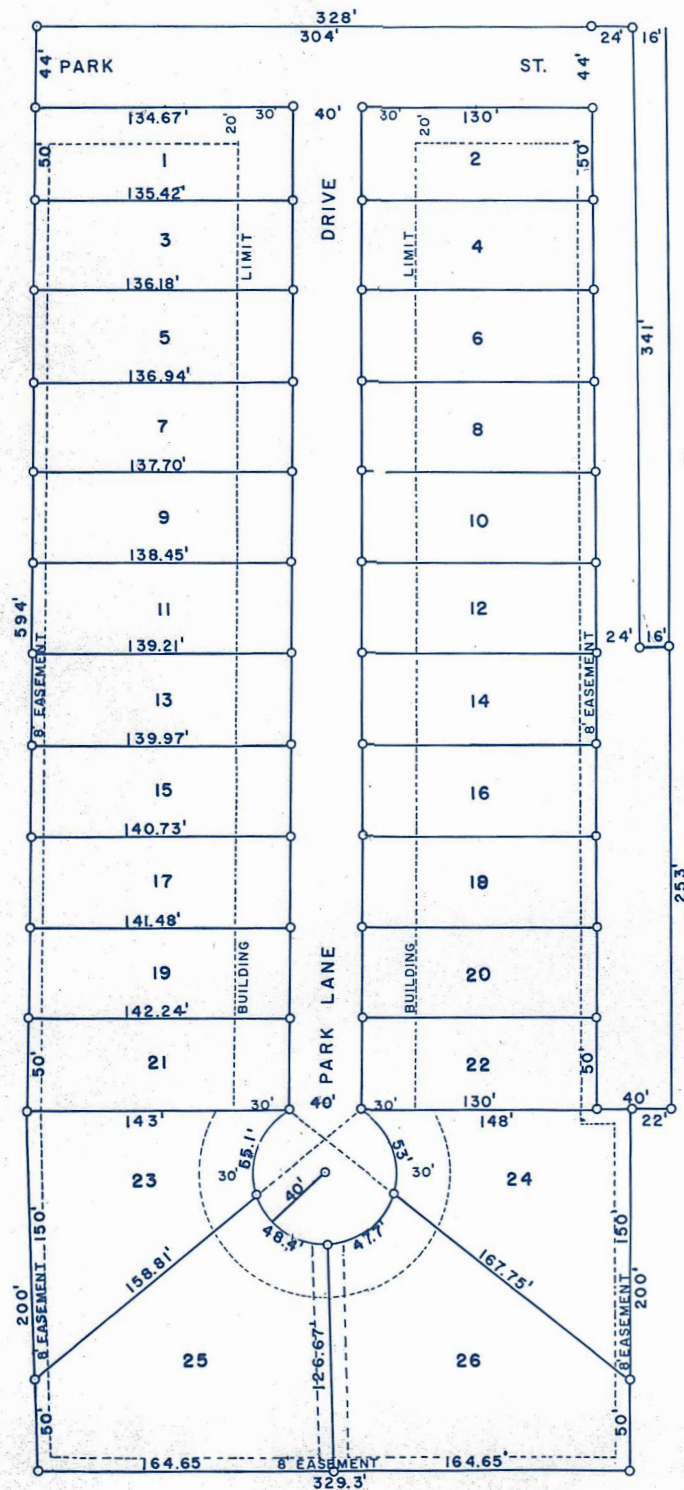 328'
304' 24' 16'
44' PARK ST. 44'
134.67' 30' 40' 30' 130'
20' 20'
50' 1 2 50'
135.42'
DRIVE
3 LIMIT LIMIT 4
136.18'
341'
5 6
136.94'
7 8
137.70'
9 10
138.45'
11 12
594'
139.21' 24' 16'
8' EASEMENT 8' EASEMENT
13 14
139.97'
15 16
140.73'
17 18
253'
141.48'
19 BUILDING BUILDING 20
PARK LANE
142.24'
50' 21 22 50'
30' 40' 30' 130' 40'
143' 148' 22'
55.1' 53'
23 30' 30' 24
40'
48.4' 47.7'
150' 150'
158.81' 167.75'
200' 200'
8' EASEMENT 8' EASEMENT
126.67'
25 26
50' 50'
164.65 8' EASEMENT 164.65'
329.3'